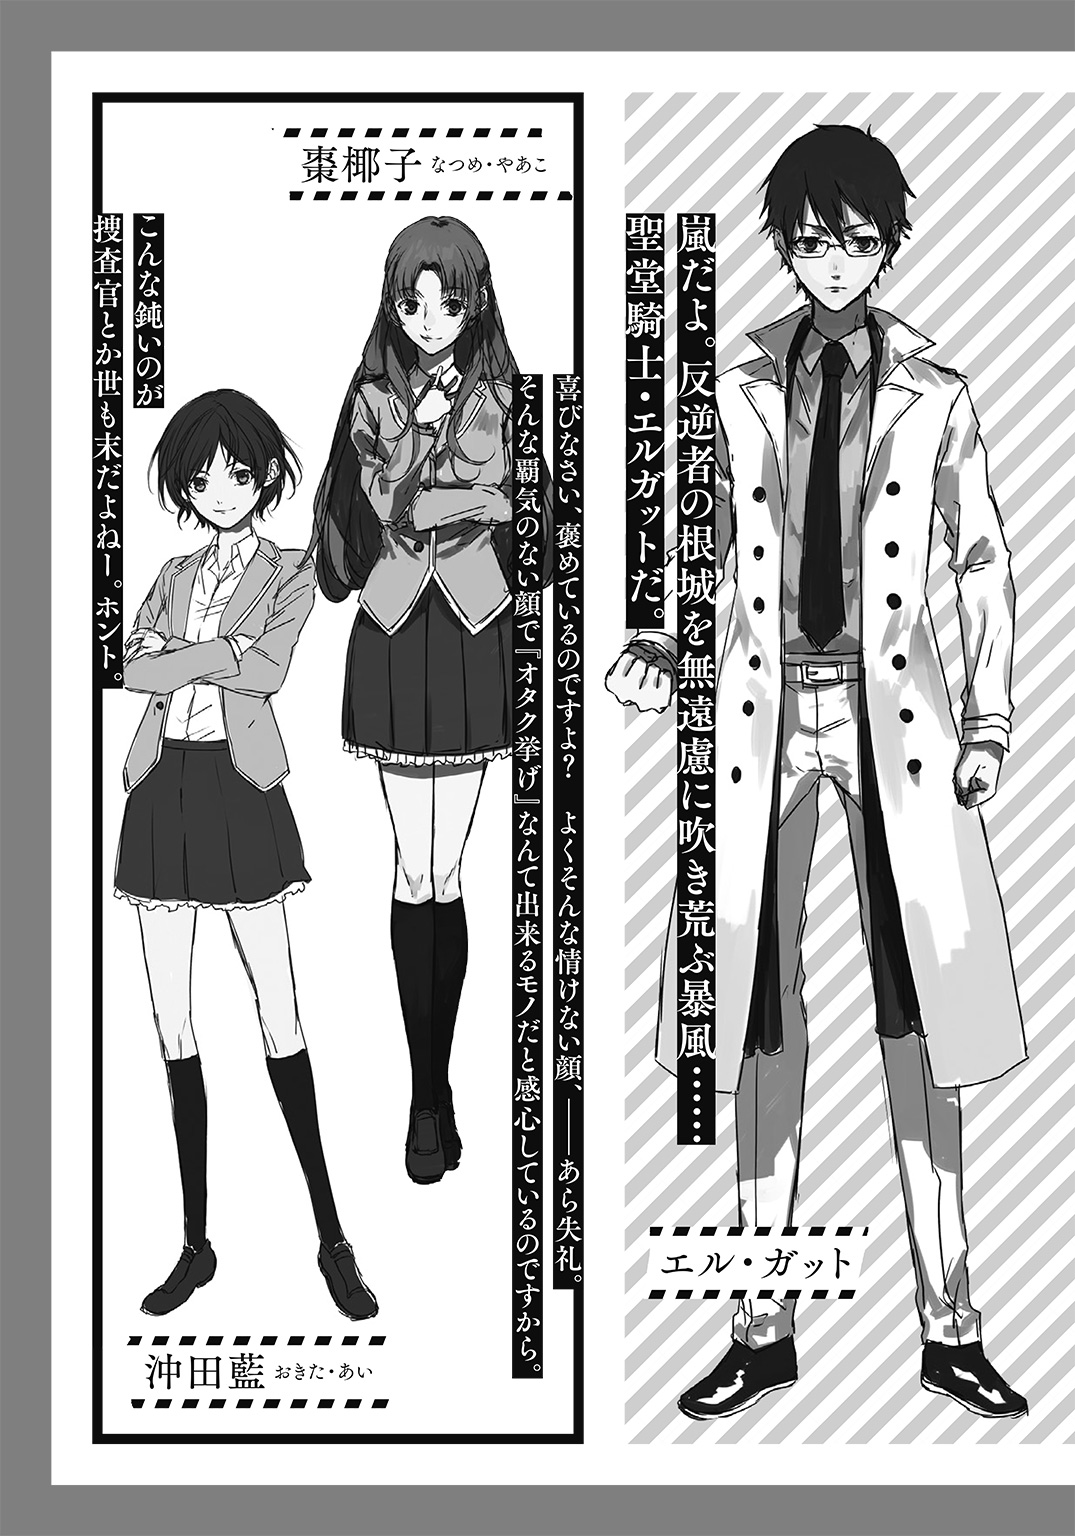 嵐だよ。反逆者の根城を無遠慮に吹き荒ぶ暴風……
聖堂騎士・エルガットだ。
エル・ガット
棗椰子 なつめ・やあこ
喜びなさい、褒めているのですよ？　よくそんな情けない顔、――あら失礼。
そんな覇気のない顔で『オタク挙げ』なんて出来るモノだと感心しているのですから。
こんな鈍いのが
捜査官とか世も末だよねー。ホント。
沖田藍 おきた・あい